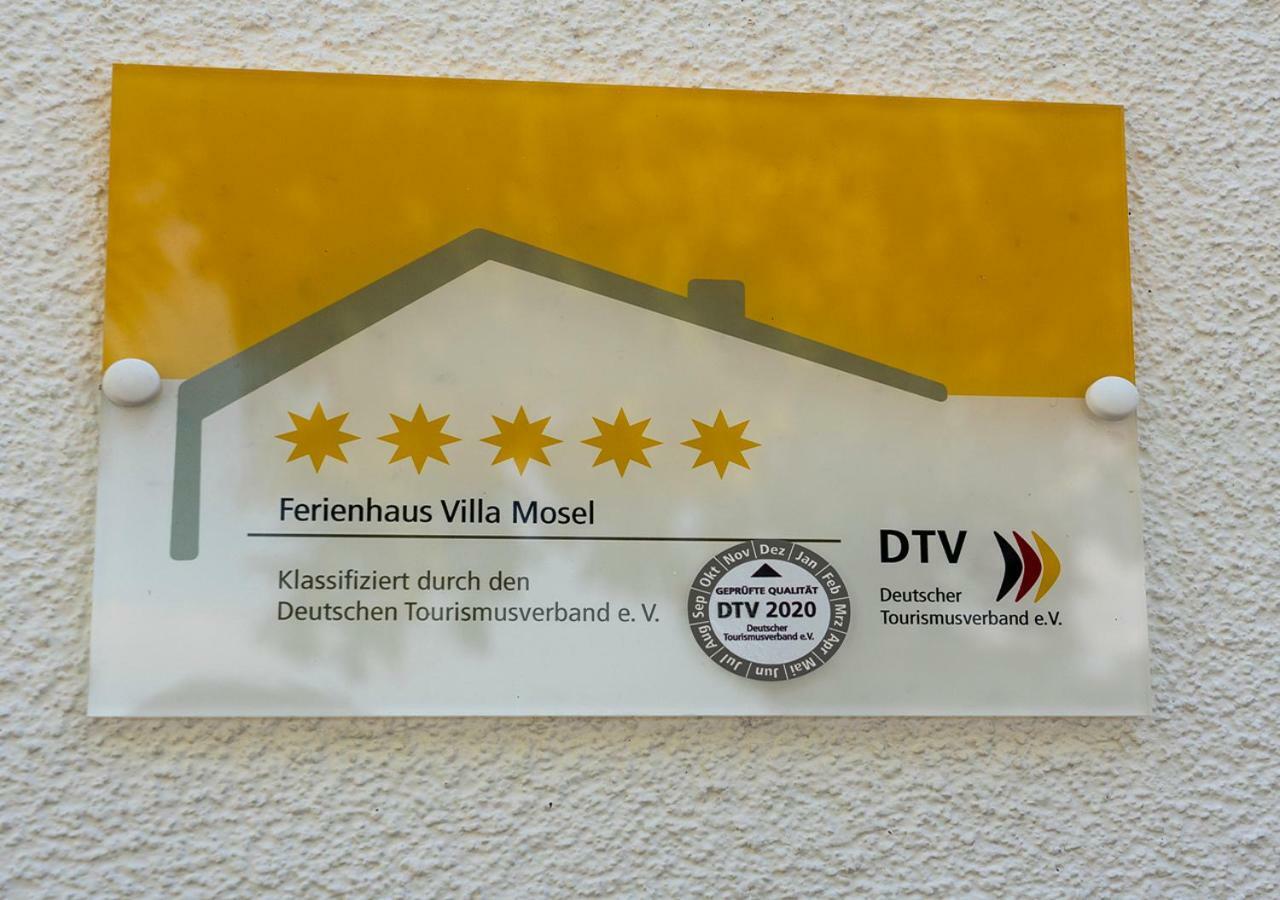 Ferienhaus Villa Mosel
Klassifiziert durch den
Deutschen Tourismusverband e. V.
Dez
Jan
Feb
Mrz
Apr
Mai
Jun
Jul
Aug
Sep
Okt
Nov
GEPRÜFTE QUALITÄT
DTV 2020
Deutscher
Tourismusverband e.V.
DTV
Deutscher
Tourismusverband e.V.